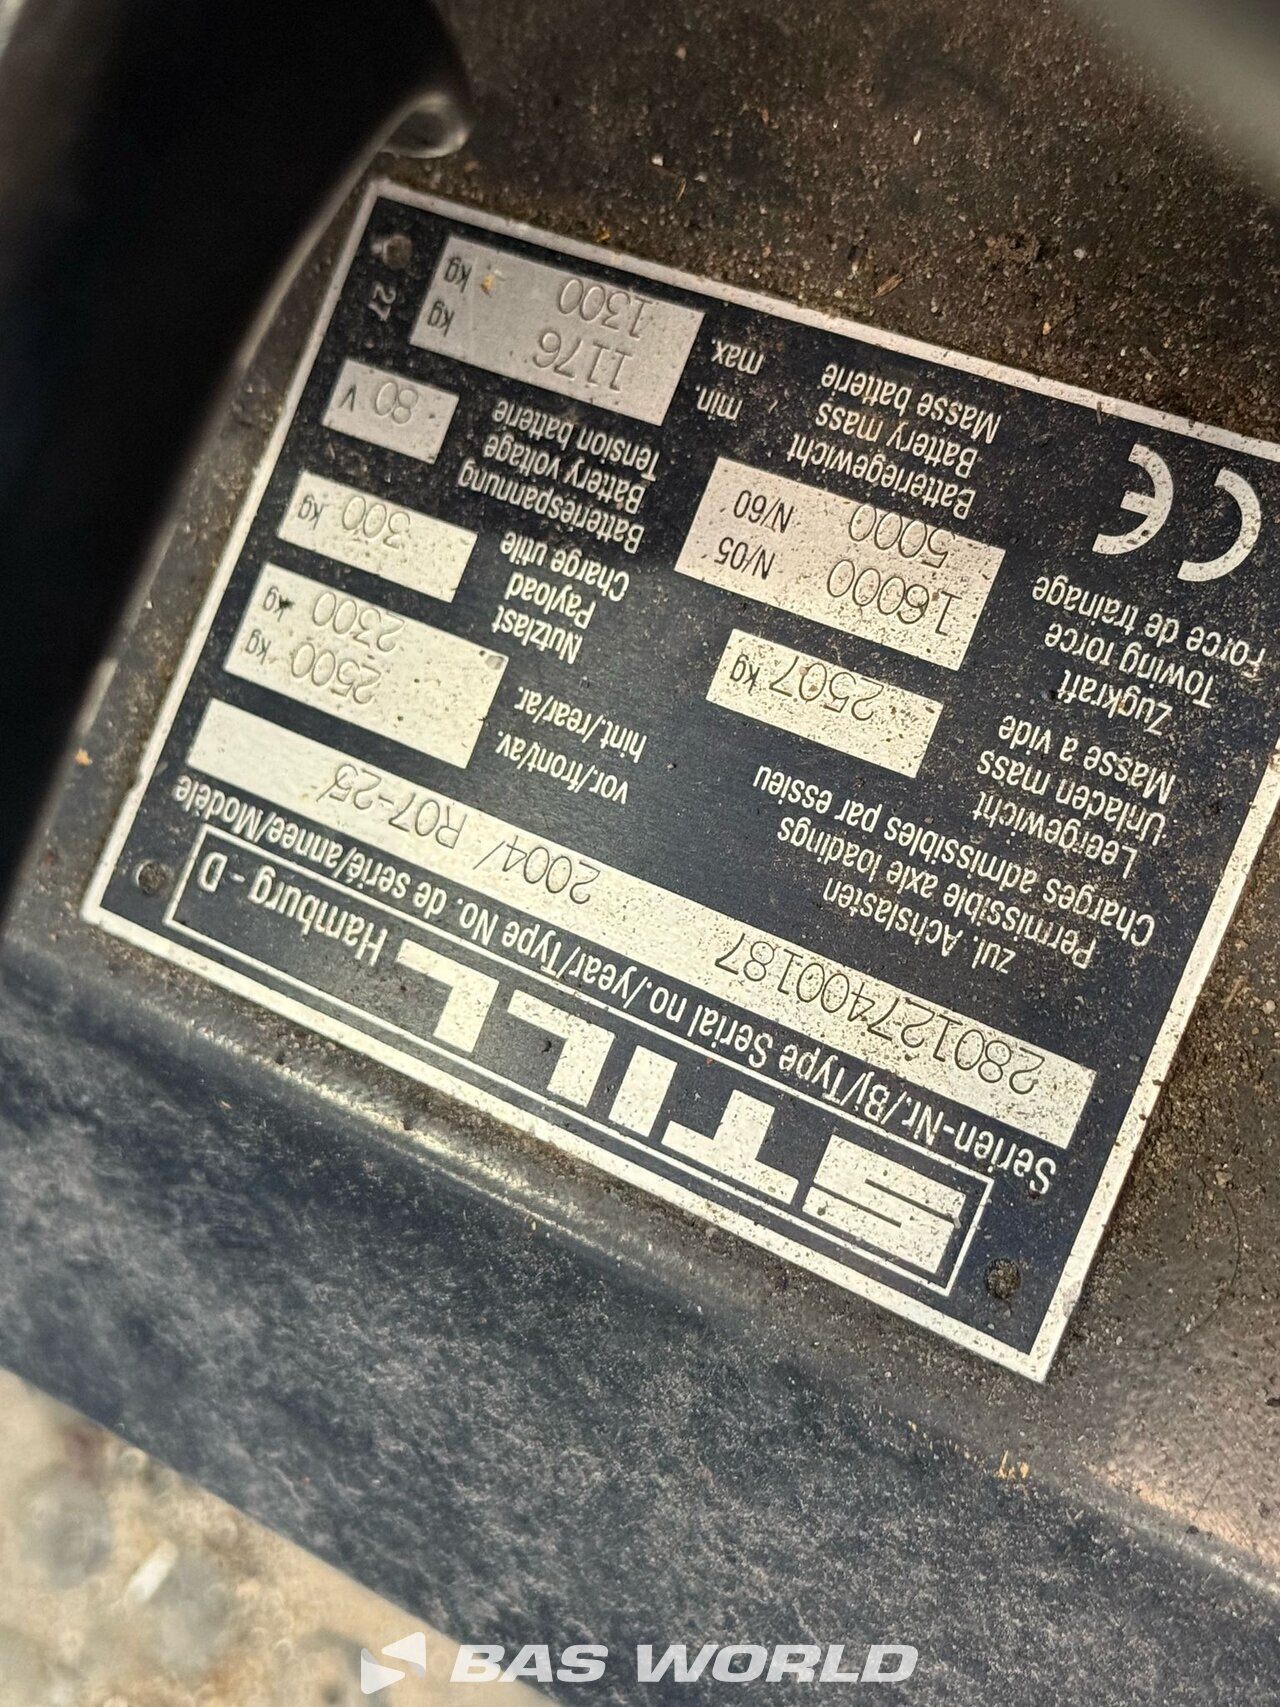 STILL Hamburg - D
Serien-Nr./Bj/Type Serial no./year/Type No. de serié/année/Modèle
280127400187 2004/ R07-25/
zul. Achslasten
Permissible axle loadings
Charges admissibles par essieu
vor./front/av. 2500 kg
hint./rear/ar. 2300 kg
Leergewicht
Unladen mass
Masse a vide
2507 kg
Nutzlast
Payload
Charge utile
300 kg
Zugkraft
Towing force
Force de trainage
16000 N/05
5000 N/60
Batteriespannung
Battery voltage
Tension batterie
80 V
Batteriegewicht
Battery mass
Masse batterie
min. 1176 kg
max. 1300 kg
CE
27
BAS WORLD